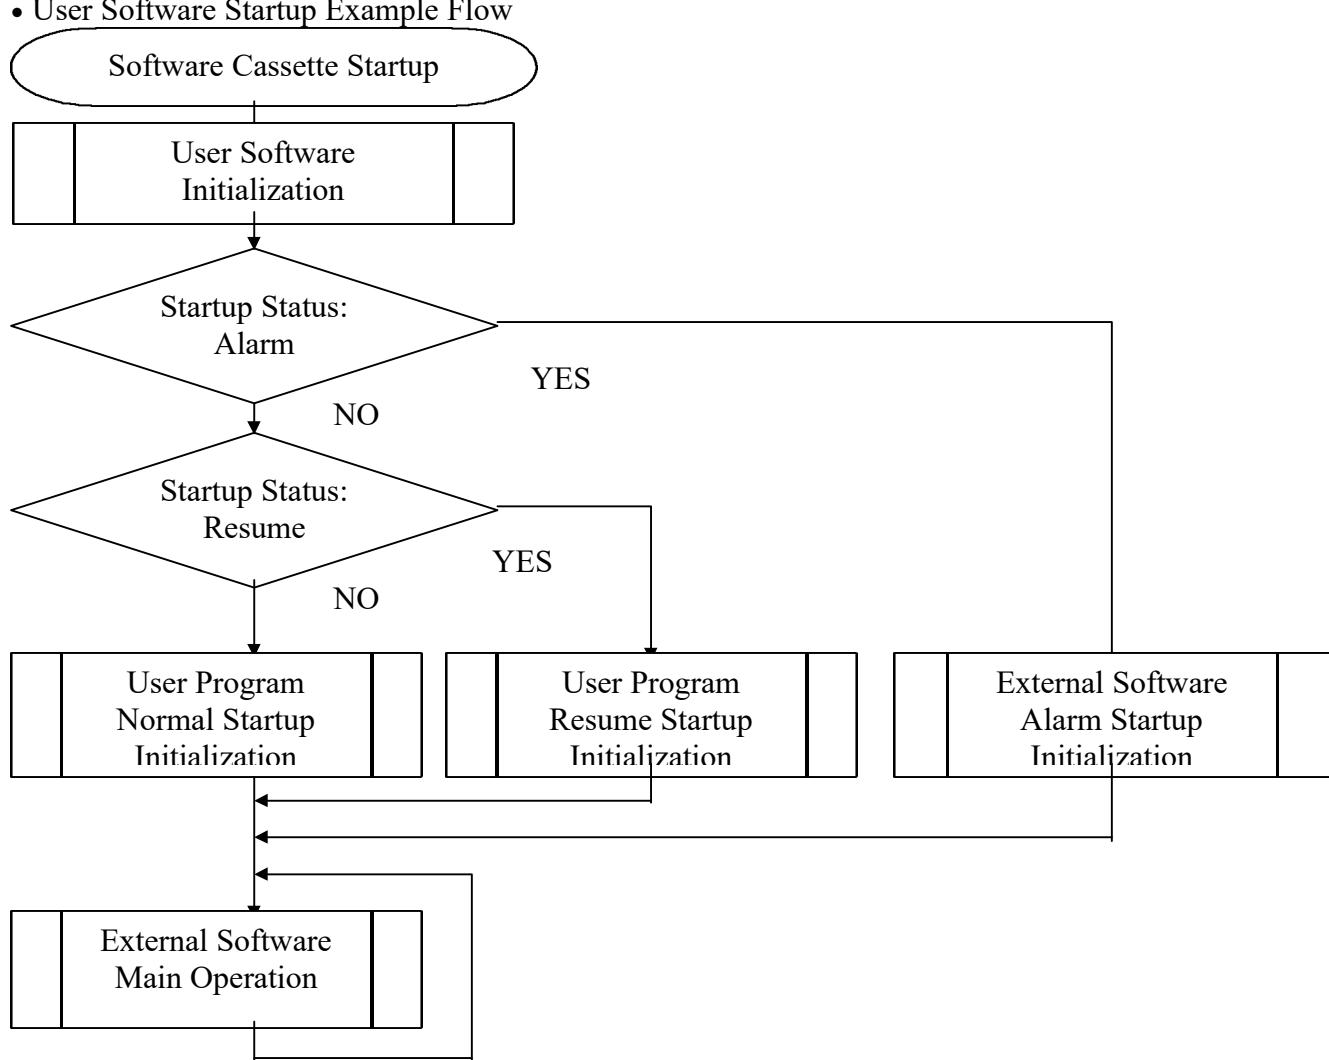 • User Software Startup Example Flow
Software Cassette Startup
User Software
Initialization
Startup Status:
Alarm
YES
NO
Startup Status:
Resume
YES
NO
User Program
Normal Startup
Initialization
User Program
Resume Startup
Initialization
External Software
Alarm Startup
Initialization
External Software
Main Operation